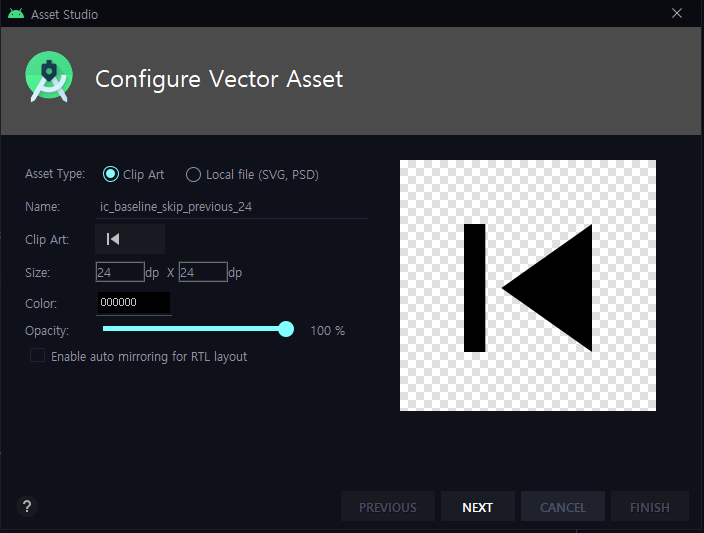 Asset Studio
Configure Vector Asset
Asset Type: Clip Art Local file (SVG, PSD)
Name: ic_baseline_skip_previous_24
Clip Art:
Size: 24 dp X 24 dp
Color: 000000
Opacity: 100 %
Enable auto mirroring for RTL layout
? PREVIOUS NEXT CANCEL FINISH